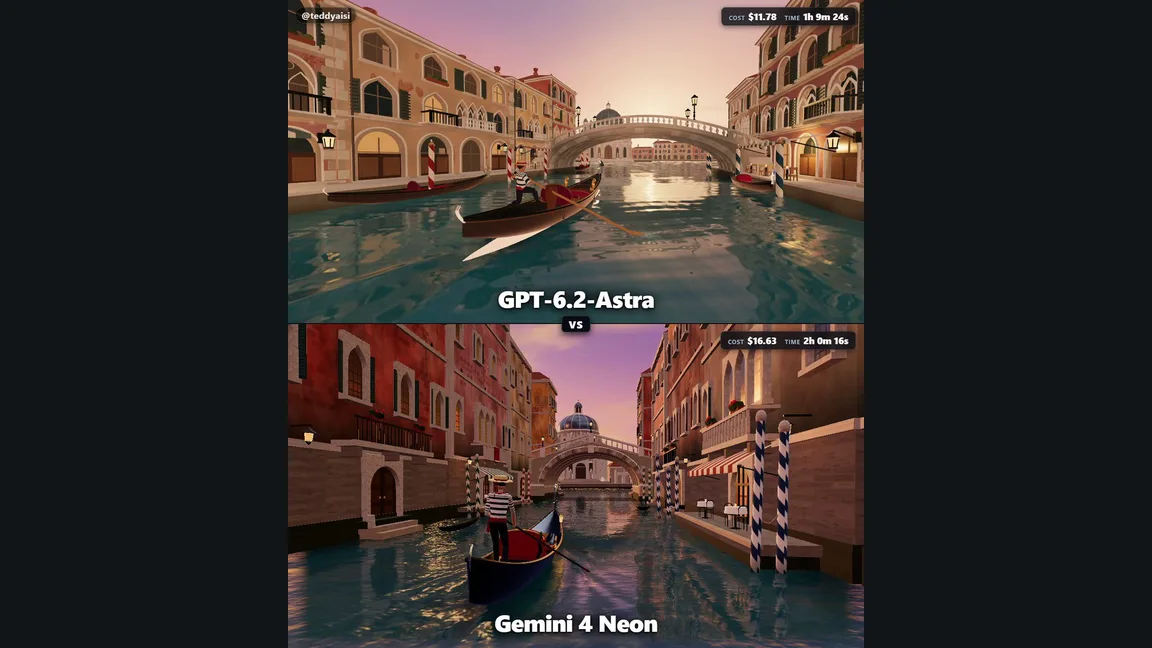 @teddyaisi
COST $11.78 TIME 1h 9m 24s
GPT-6.2-Astra
VS
COST $16.63 TIME 2h 0m 16s
Gemini 4 Neon